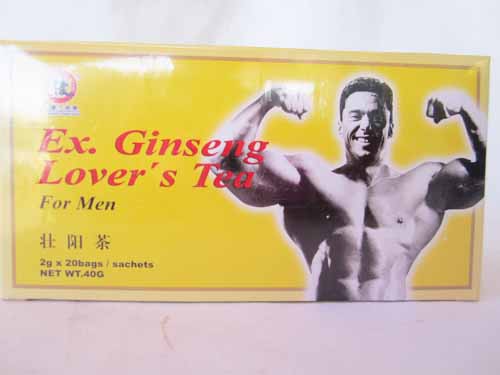 Ex. Ginseng
Lover´s Tea
For Men
壮阳茶
2g x 20bags / sachets
NET WT.40G